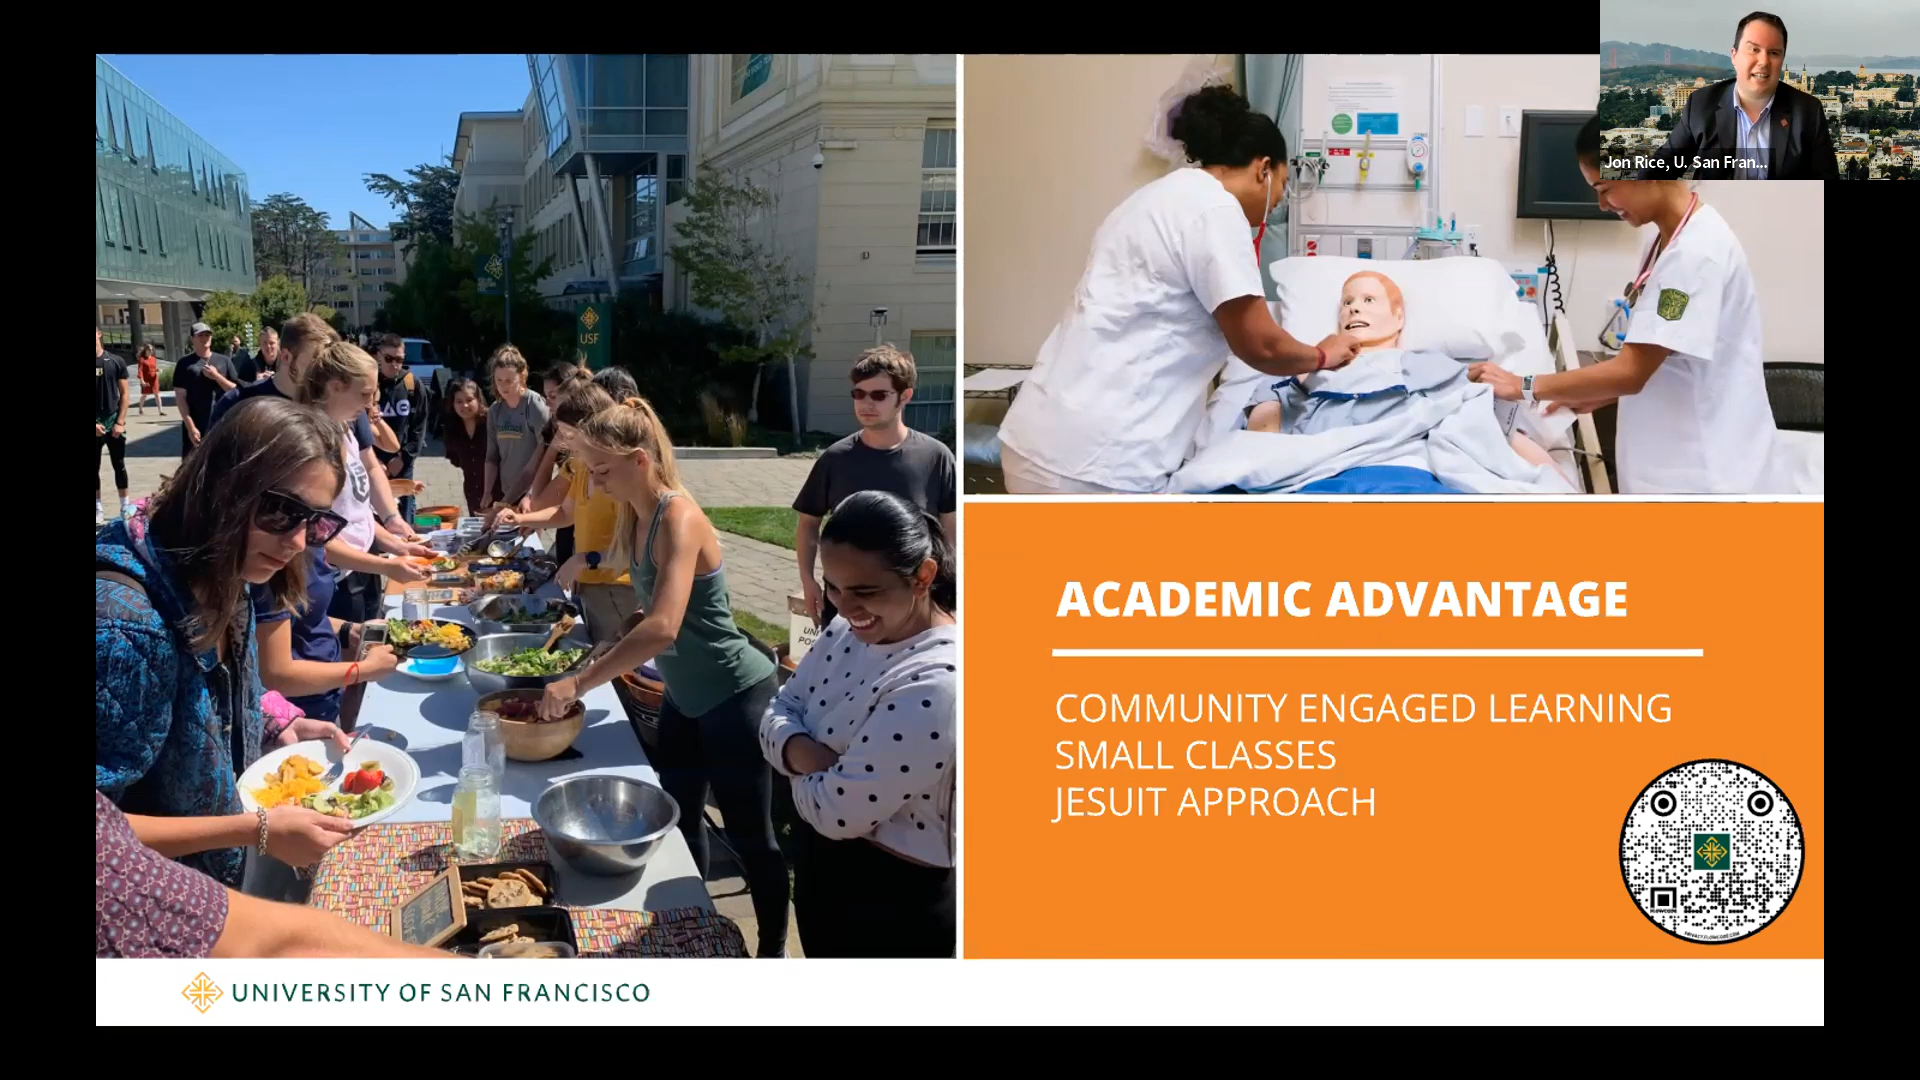 Jon Rice, U. San Fran...
USF
ACADEMIC ADVANTAGE
COMMUNITY ENGAGED LEARNING
SMALL CLASSES
JESUIT APPROACH
UNIVERSITY OF SAN FRANCISCO